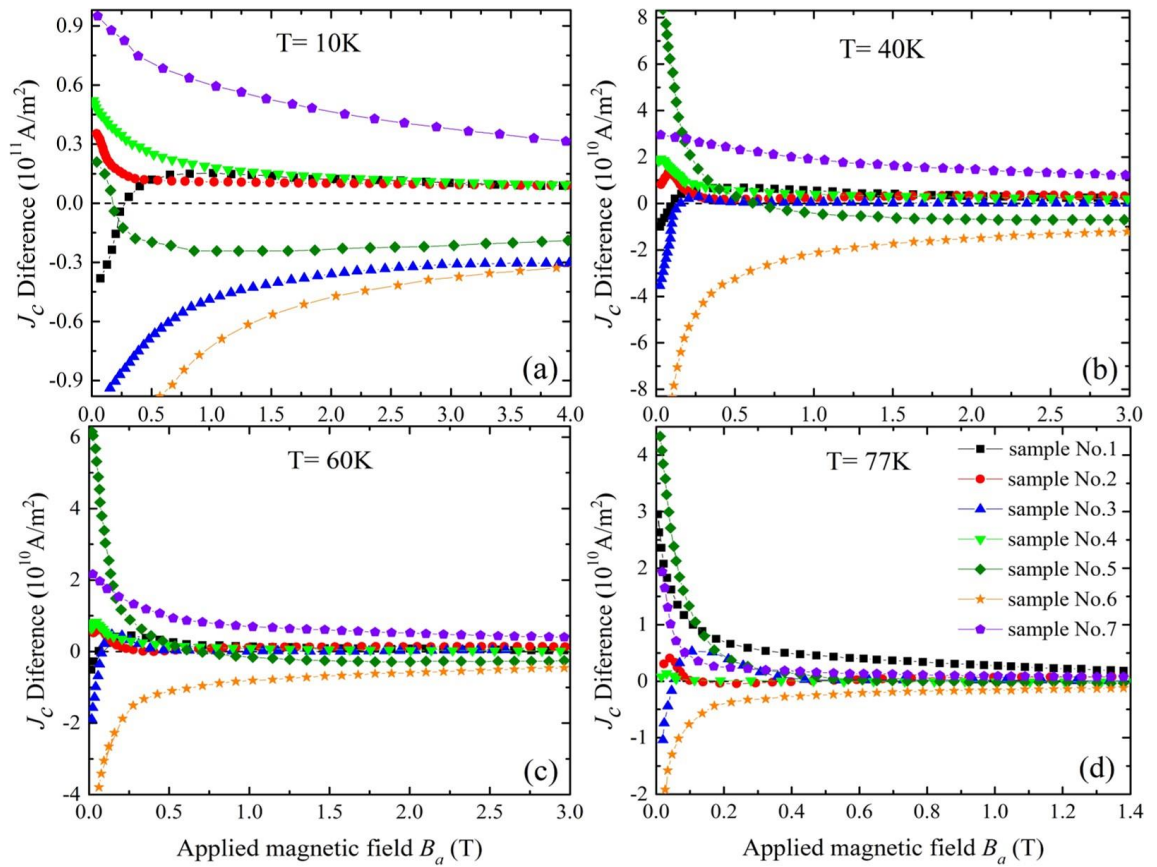 T= 10K
J_c Diference (10^11 A/m^2)
0.9
0.6
0.3
0.0
-0.3
-0.6
-0.9
(a)
0.0 0.5 1.0 1.5 2.0 2.5 3.0 3.5 4.0
T= 40K
J_c Diference (10^10 A/m^2)
8
6
4
2
0
-2
-4
-6
-8
(b)
0.0 0.5 1.0 1.5 2.0 2.5 3.0
T= 60K
J_c Diference (10^10 A/m^2)
6
4
2
0
-2
-4
(c)
0.0 0.5 1.0 1.5 2.0 2.5 3.0
Applied magnetic field B_a (T)
T= 77K
J_c Diference (10^10 A/m^2)
4
3
2
1
0
-1
-2
sample No.1
sample No.2
sample No.3
sample No.4
sample No.5
sample No.6
sample No.7
(d)
0.0 0.2 0.4 0.6 0.8 1.0 1.2 1.4
Applied magnetic field B_a (T)